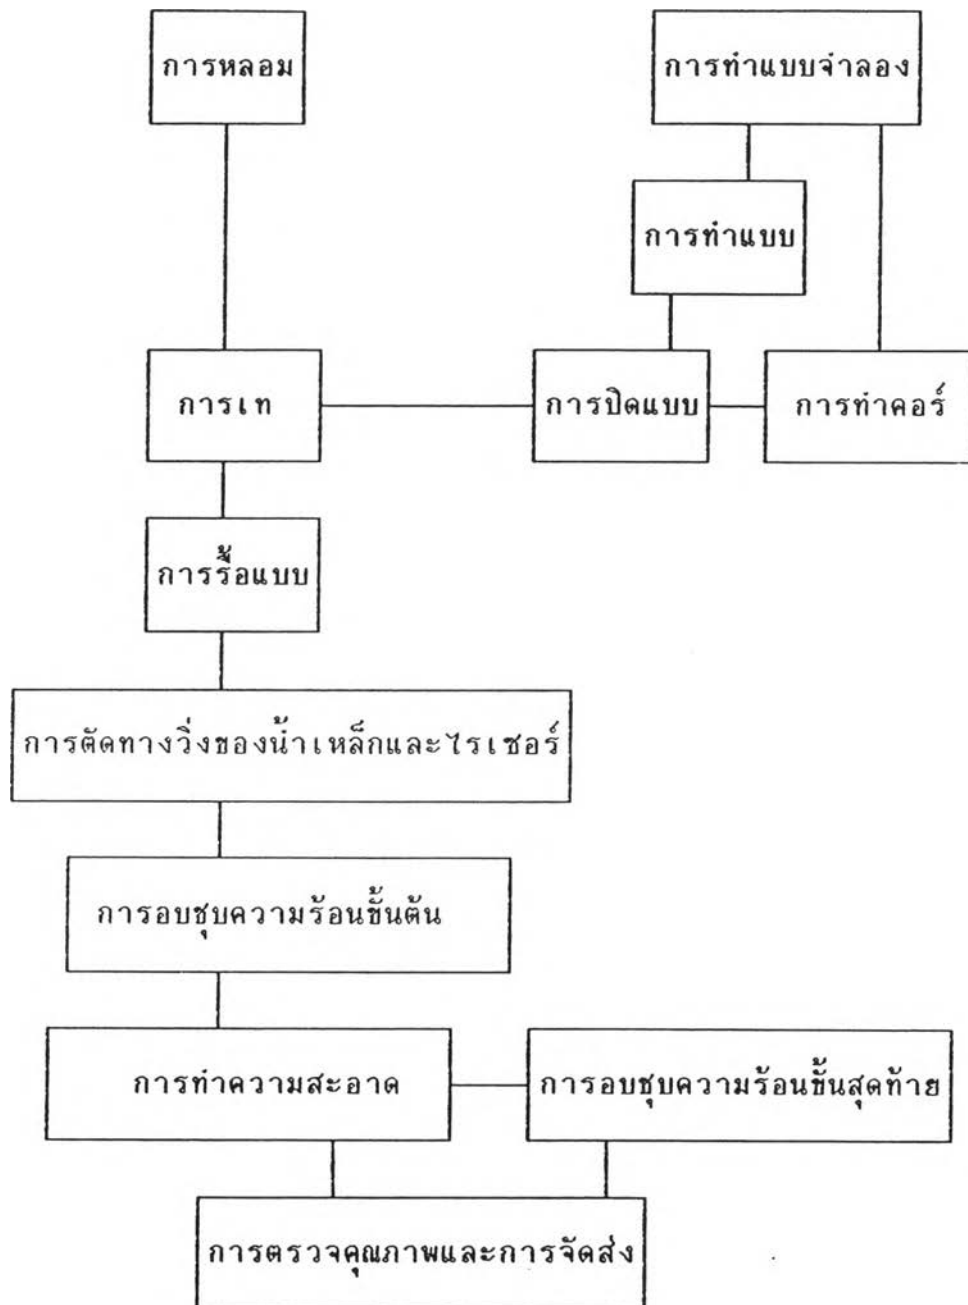 การหลอม
การทำแบบจำลอง
การทำแบบ
การเท
การปิดแบบ
การทำคอร์
การรื้อแบบ
การตัดทางวิ่งของน้ำเหล็กและไรเซอร์
การอบชุบความร้อนขั้นต้น
การทำความสะอาด
การอบชุบความร้อนขั้นสุดท้าย
การตรวจคุณภาพและการจัดส่ง